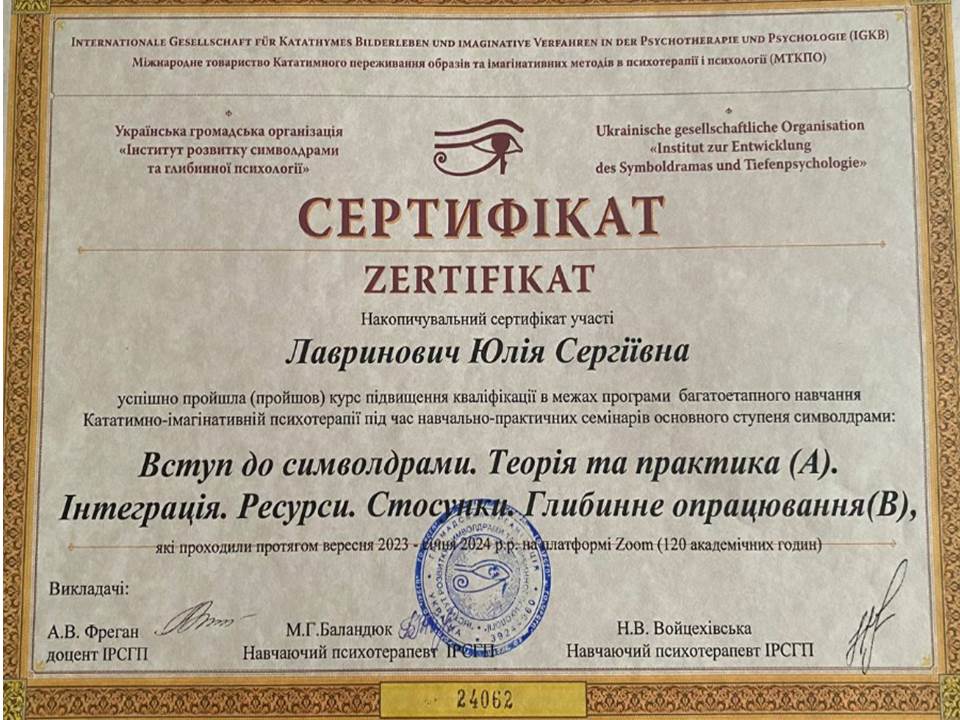 INTERNATIONALE GESELLSCHAFT FÜR KATATHYMES BILDERLEBEN UND IMAGINATIVE VERFAHREN IN DER PSYCHOTHERAPIE UND PSYCHOLOGIE (IGKB)
Міжнародне товариство Кататимного переживання образів та імагінативних методів в психотерапії і психології (МТКПО)
Українська громадська організація
«Інститут розвитку символдрами
та глибинної психології»
Ukrainische gesellschaftliche Organisation
«Institut zur Entwicklung
des Symboldramas und Tiefenpsychologie»
СЕРТИФІКАТ
ZERTIFIKAT
Накопичувальний сертифікат участі
Лавринович Юлія Сергіївна
успішно пройшла (пройшов) курс підвищення кваліфікації в межах програми багатоетапного навчання
Кататимно-імагінативній психотерапії під час навчально-практичних семінарів основного ступеня символдрами:
Вступ до символдрами. Теорія та практика (А).
Інтеграція. Ресурси. Стосунки. Глибинне опрацювання(В),
які проходили протягом вересня 2023 - січня 2024 р.р. на платформі Zoom (120 академічних годин)
Викладачі:
А.В. Фреган
доцент ІРСГП
М.Г.Баландюк
Навчаючий психотерапевт ІРСГП
Н.В. Войцехівська
Навчаючий психотерапевт ІРСГП
24062